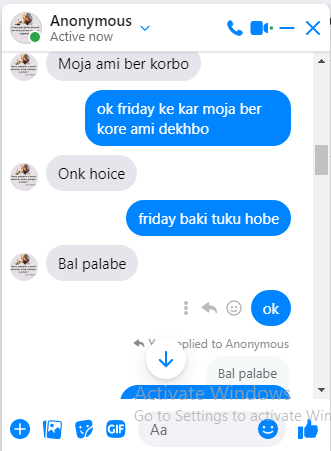 Anonymous
Active now
Moja ami ber korbo
ok friday ke kar moja ber
kore ami dekhbo
Onk hoice
friday baki tuku hobe
Bal palabe
ok
replied to Anonymous
Bal palabe
Activate Windows
Go to Settings to activate Win
GIF
Aa